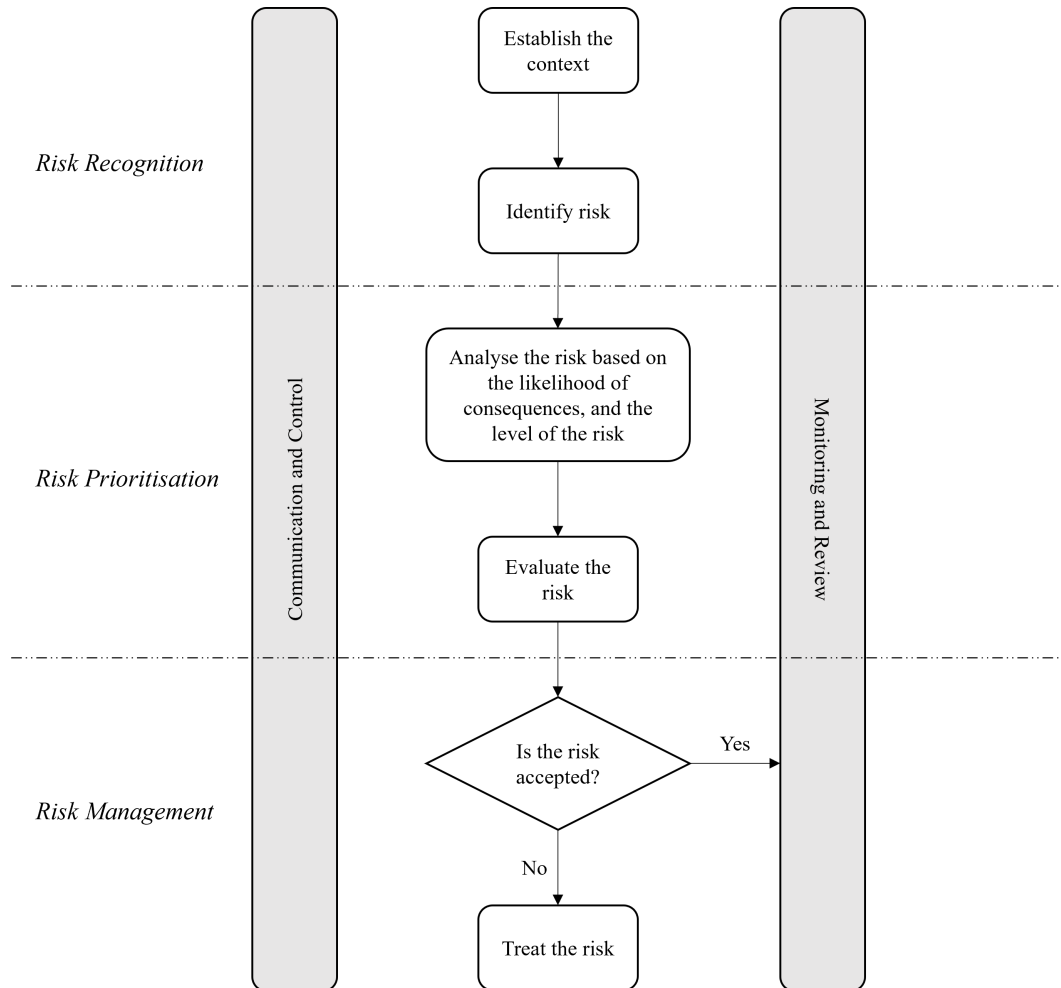 Establish the
context
Risk Recognition
Identify risk
Analyse the risk based on
the likelihood of
consequences, and the
level of the risk
Communication and Control
Monitoring and Review
Risk Prioritisation
Evaluate the
risk
Is the risk
accepted?
Yes
Risk Management
No
Treat the risk